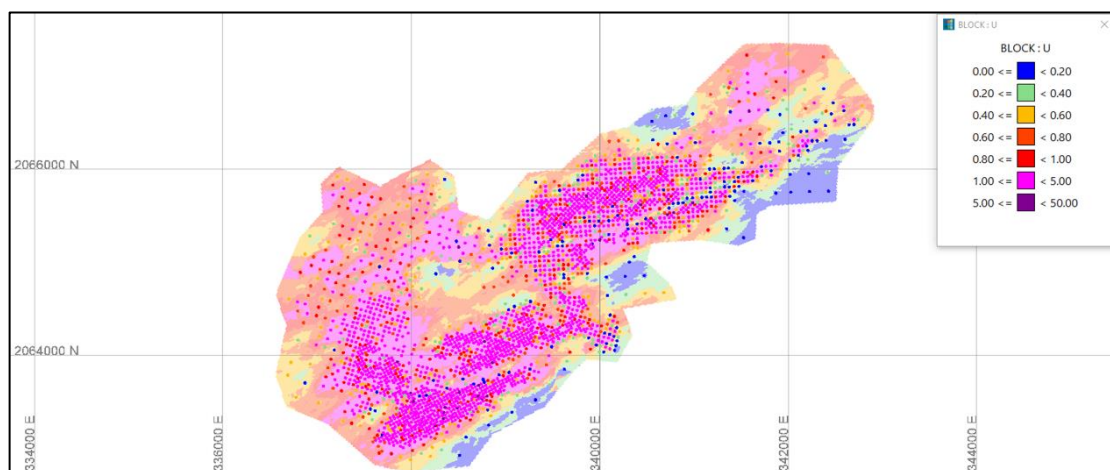 BLOCK : U
BLOCK : U
0.00 <= < 0.20
0.20 <= < 0.40
0.40 <= < 0.60
0.60 <= < 0.80
0.80 <= < 1.00
1.00 <= < 5.00
5.00 <= < 50.00
2066000 N
2064000 N
334000 E
336000 E
340000 E
342000 E
344000 E